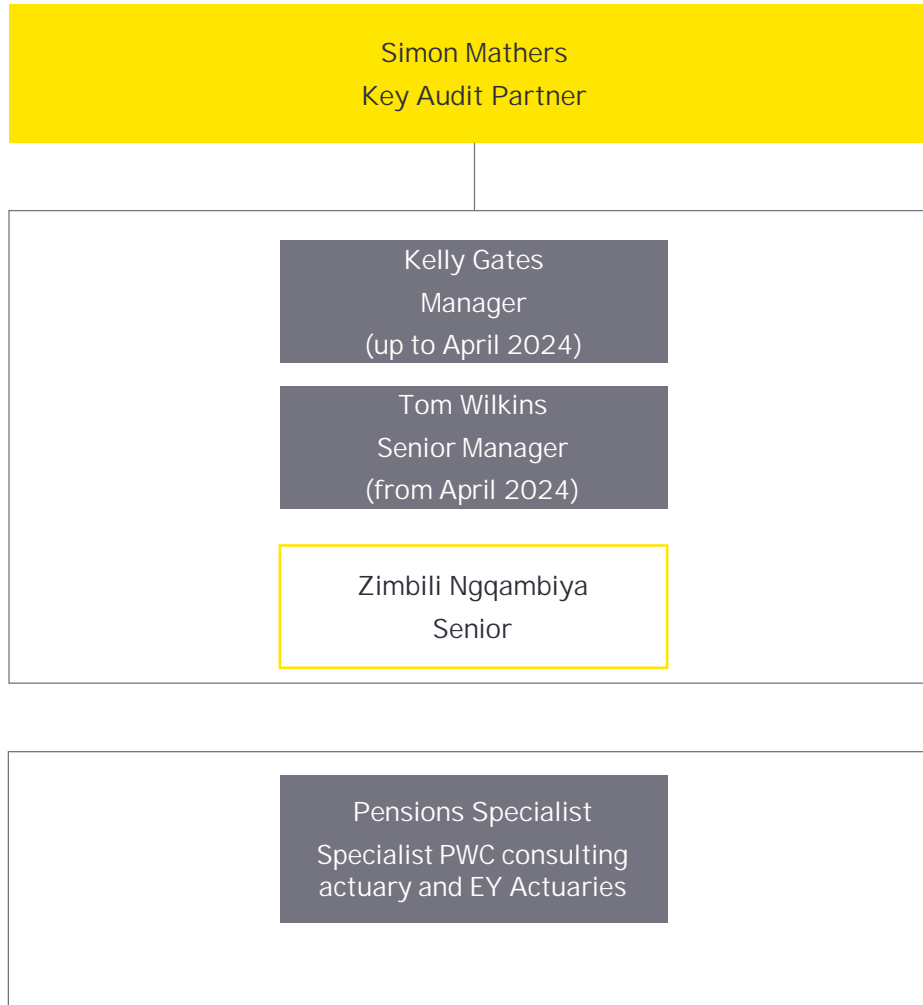 Simon Mathers
Key Audit Partner
Kelly Gates
Manager
(up to April 2024)
Tom Wilkins
Senior Manager
(from April 2024)
Zimbili Ngqambiya
Senior
Pensions Specialist
Specialist PWC consulting
actuary and EY Actuaries